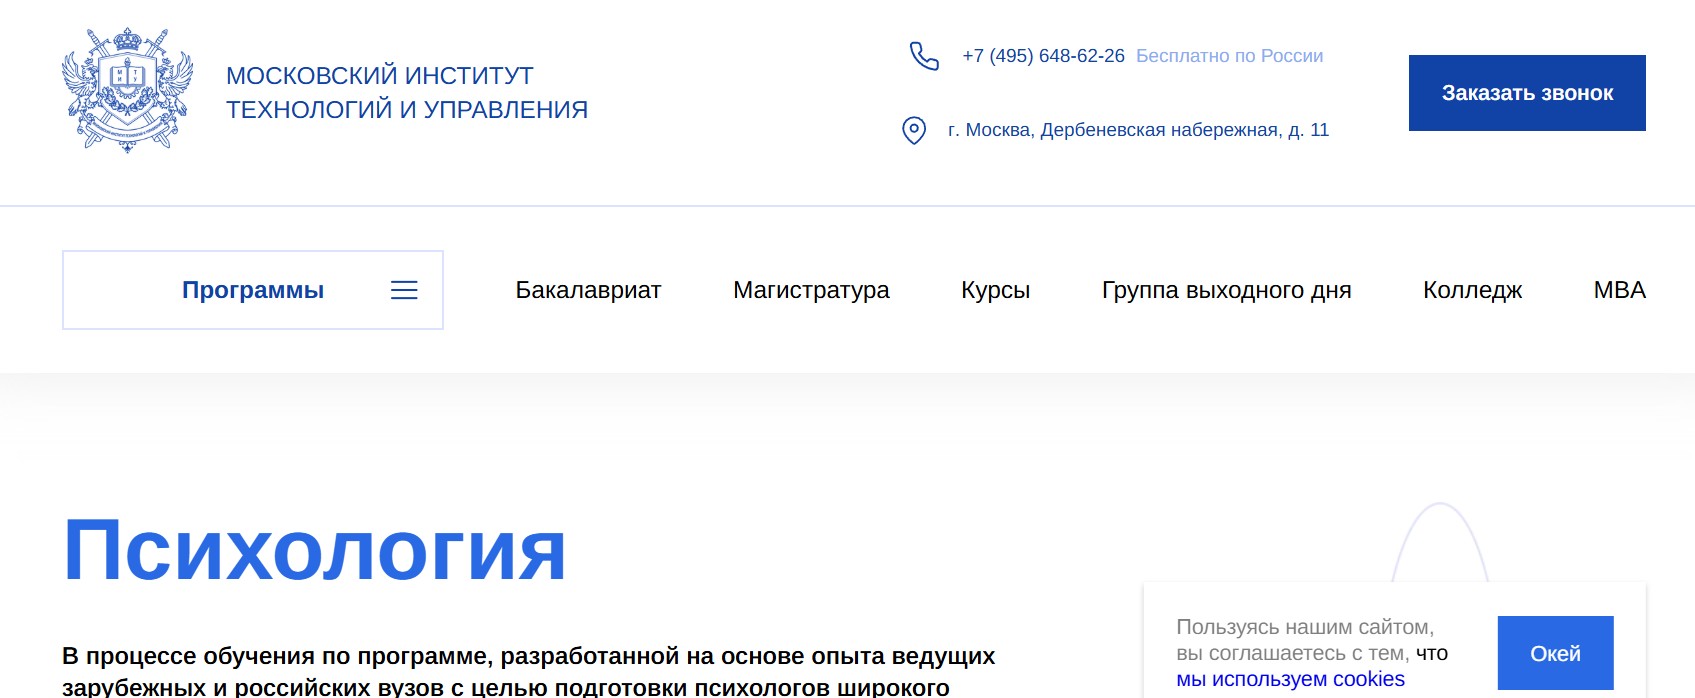 МОСКОВСКИЙ ИНСТИТУТ
ТЕХНОЛОГИЙ И УПРАВЛЕНИЯ
+7 (495) 648-62-26 Бесплатно по России
г. Москва, Дербеневская набережная, д. 11
Заказать звонок
Программы
Бакалавриат
Магистратура
Курсы
Группа выходного дня
Колледж
MBA
Психология
В процессе обучения по программе, разработанной на основе опыта ведущих
зарубежных и российских вузов с целью подготовки психологов широкого
Пользуясь нашим сайтом,
вы соглашаетесь с тем, что
мы используем cookies
Окей